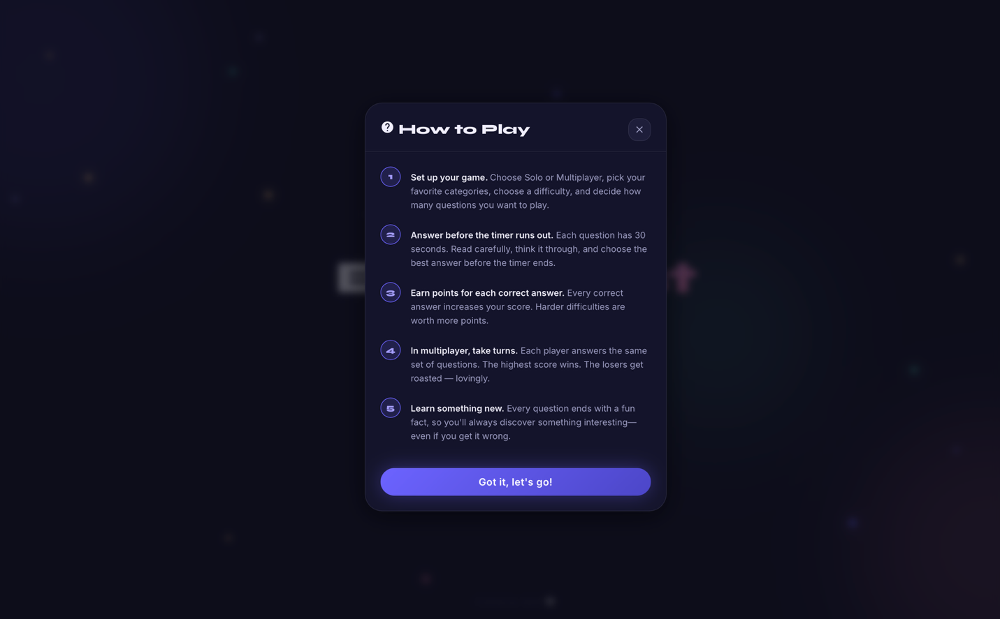 How to Play
1
Set up your game. Choose Solo or Multiplayer, pick your
favorite categories, choose a difficulty, and decide how
many questions you want to play.
2
Answer before the timer runs out. Each question has 30
seconds. Read carefully, think it through, and choose the
best answer before the timer ends.
3
Earn points for each correct answer. Every correct
answer increases your score. Harder difficulties are
worth more points.
4
In multiplayer, take turns. Each player answers the same
set of questions. The highest score wins. The losers get
roasted — lovingly.
5
Learn something new. Every question ends with a fun
fact, so you'll always discover something interesting—
even if you get it wrong.
Got it, let's go!